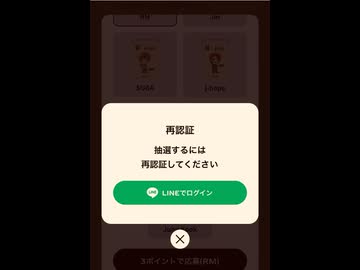 RM
Jin
SUGA
j-hope
再認証
抽選するには
再認証してください
LINE
LINEでログイン
3ポイントで応募(RM)